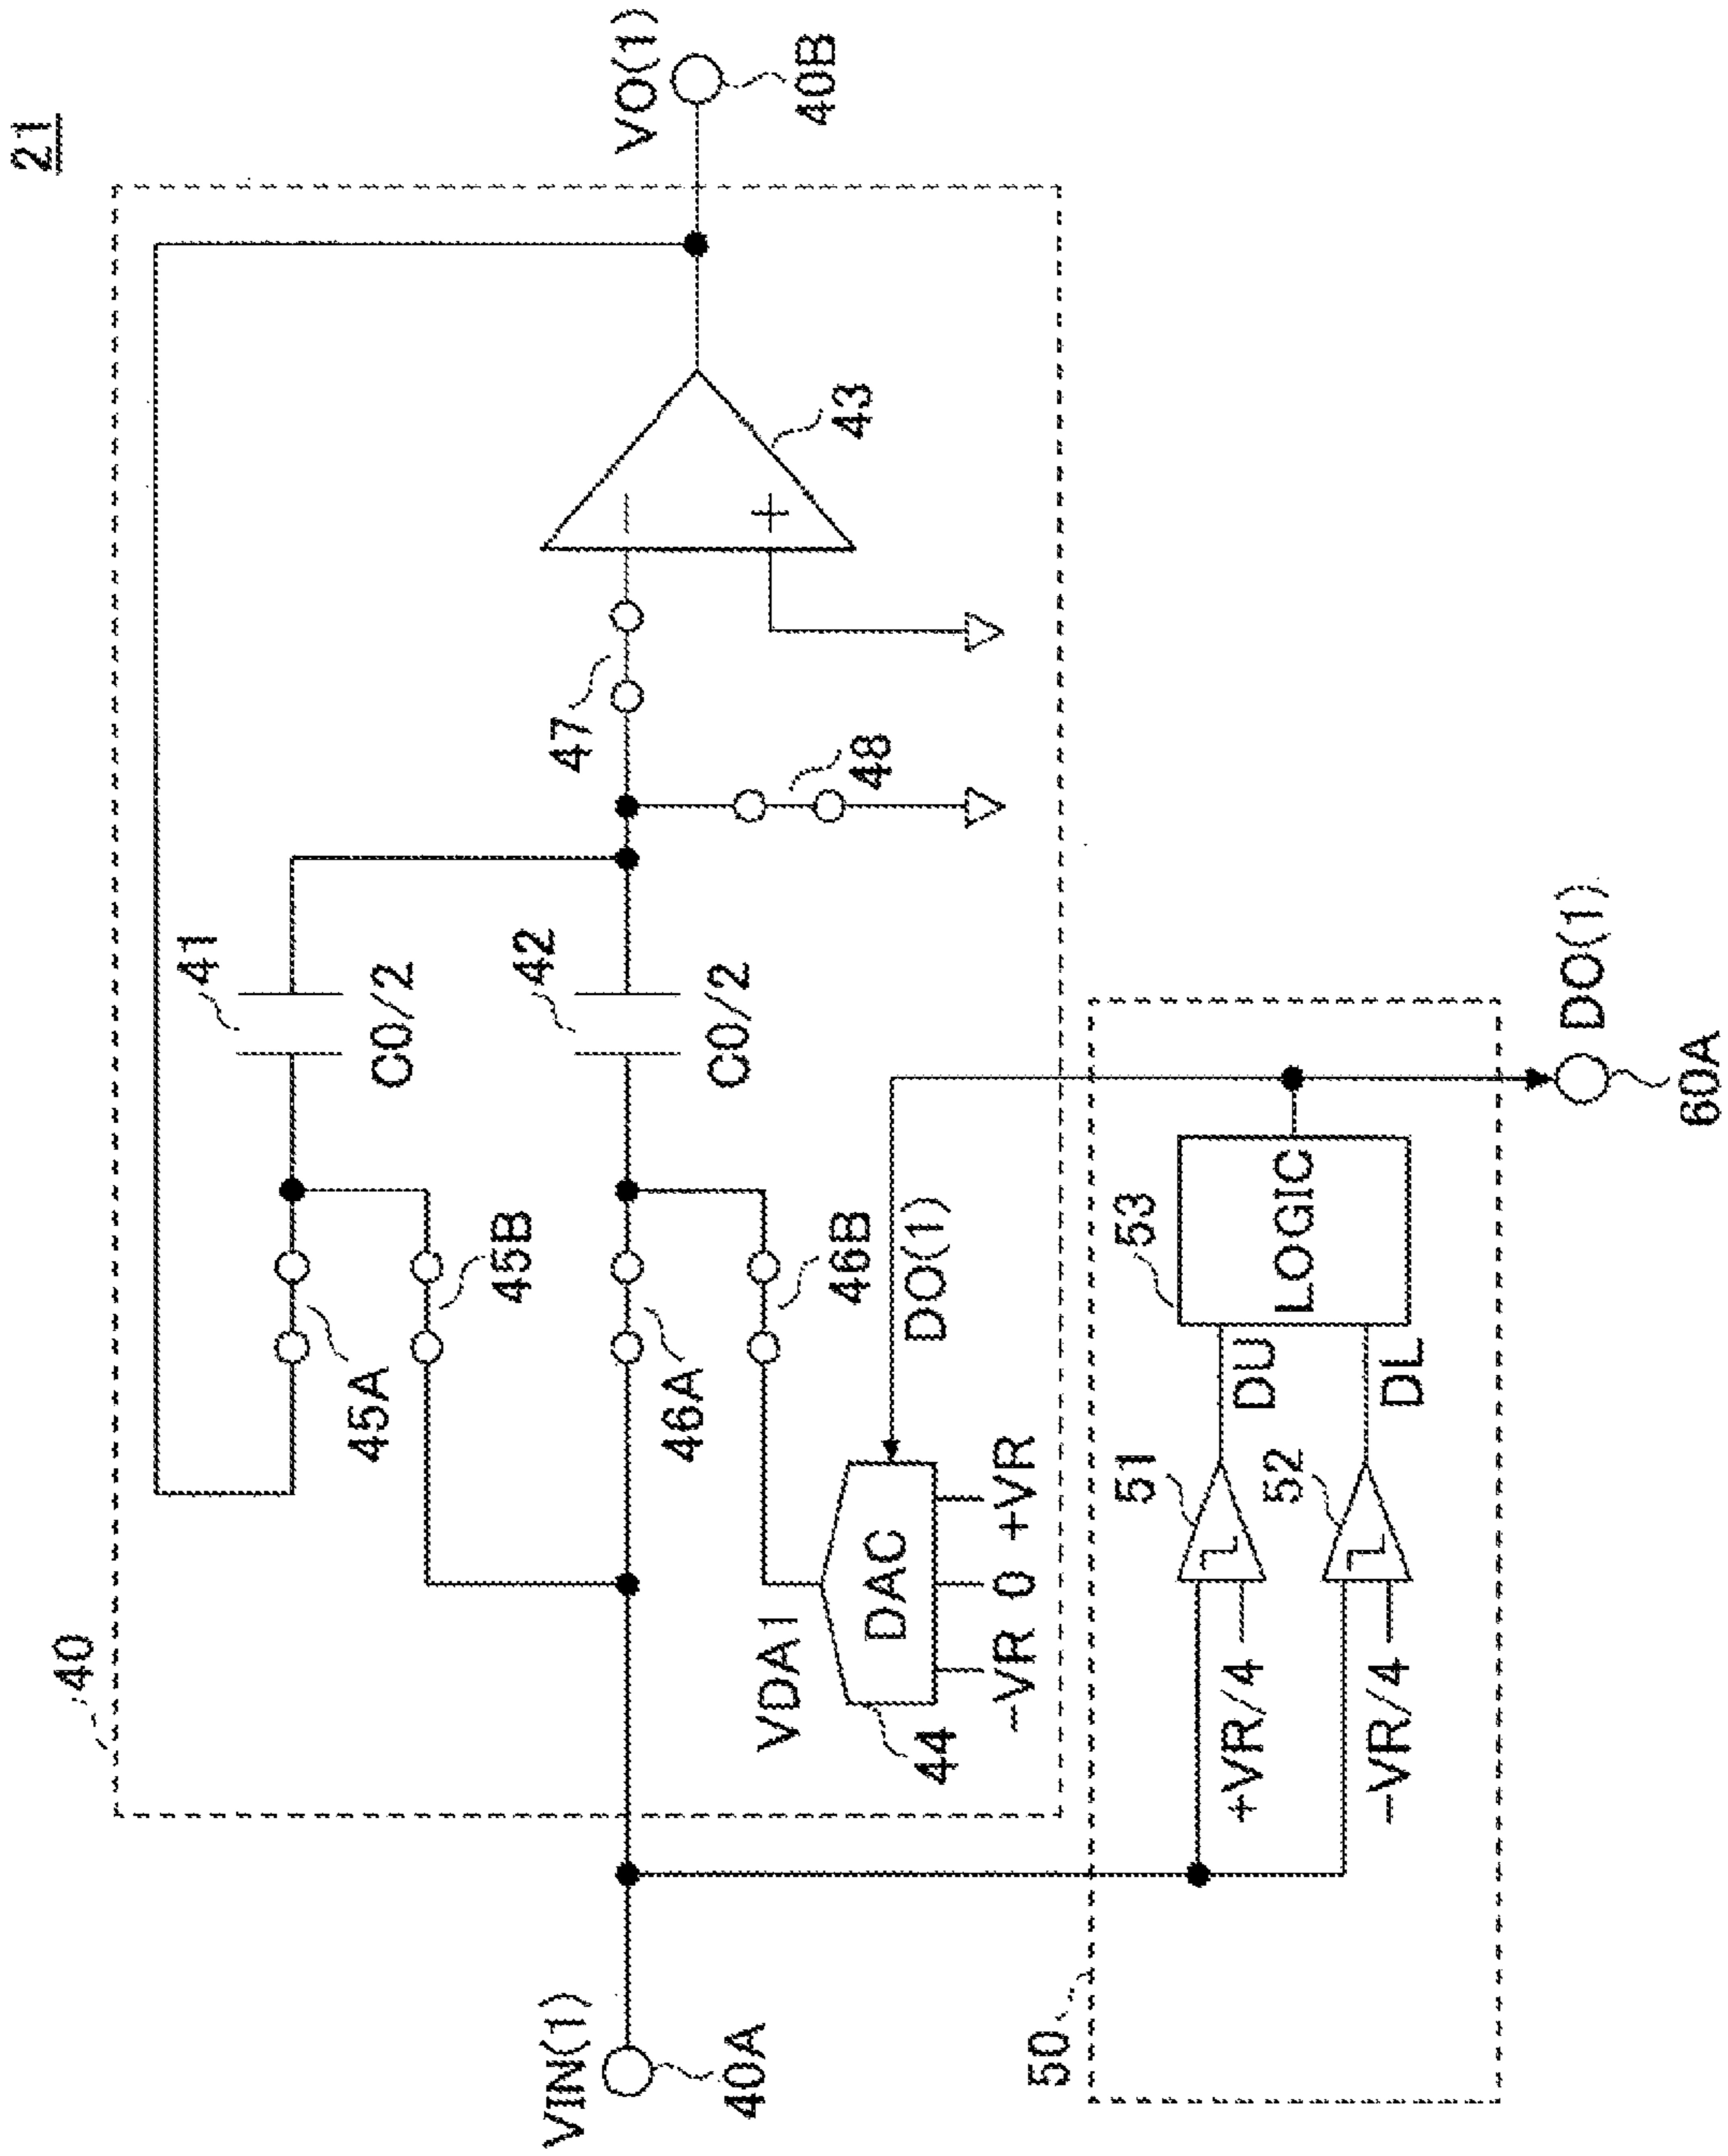 21
40
41
C0/2
45A
45B
42
C0/2
46A
46B
47
48
43
VO(1)
40B
VIN(1)
40A
VDA1
DAC
44
-VR 0 +VR
DO(1)
50
51
+VR/4
DU
52
-VR/4
DL
53
LOGIC
DO(1)
60A
-
+